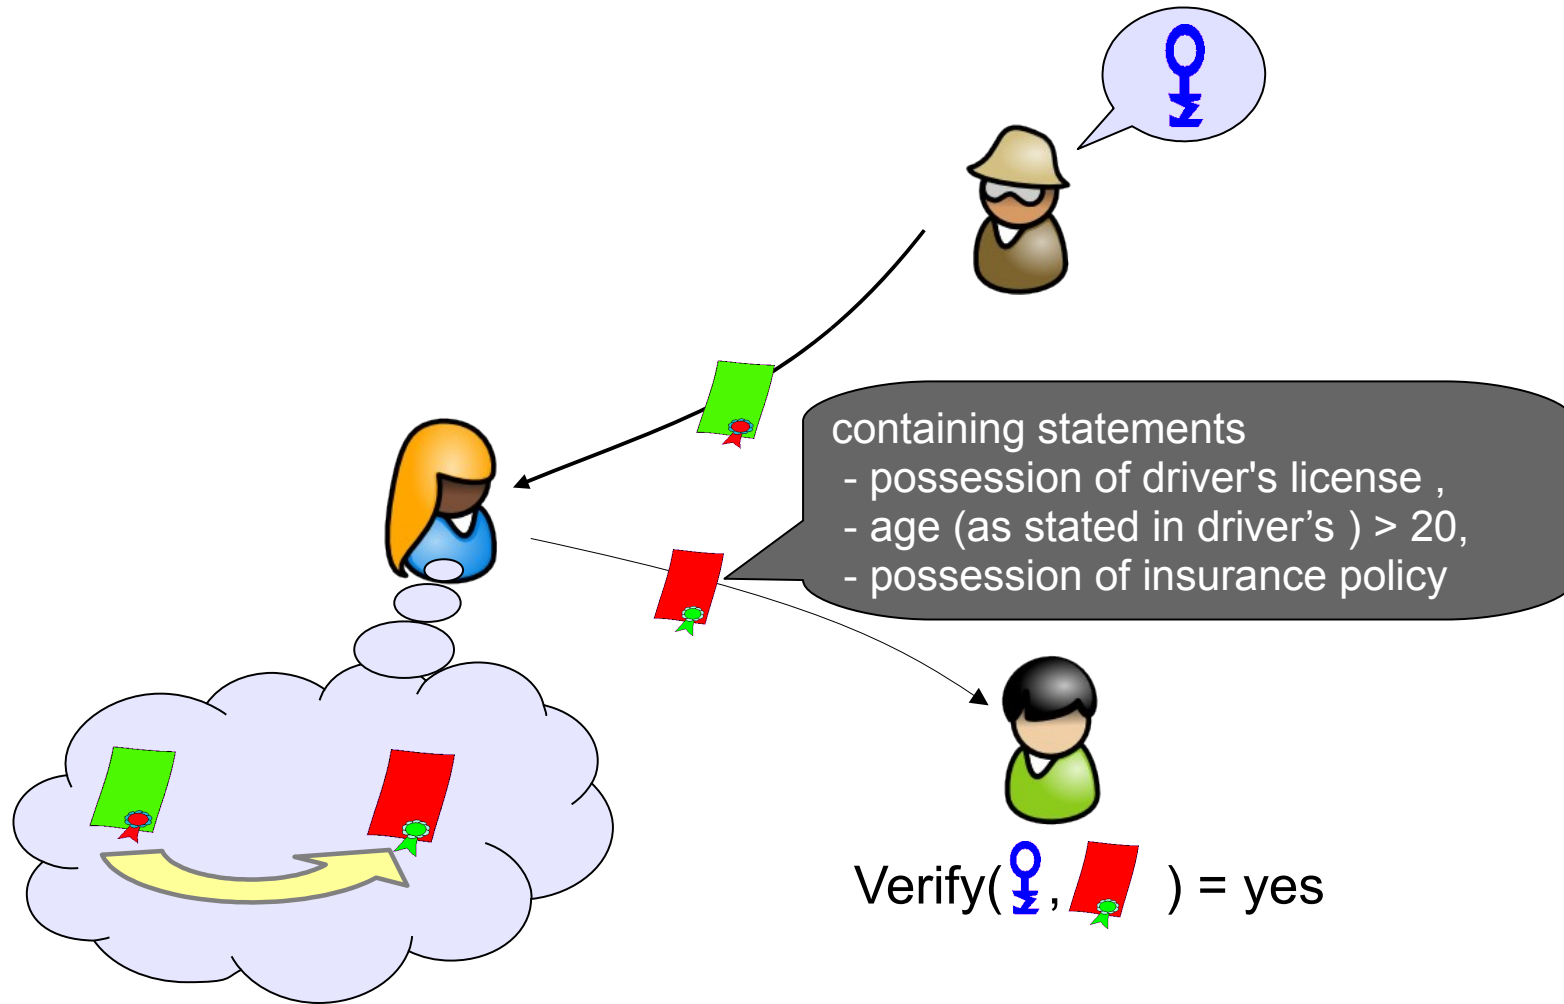 containing statements
- possession of driver's license ,
- age (as stated in driver’s ) > 20,
- possession of insurance policy
Verify( , ) = yes